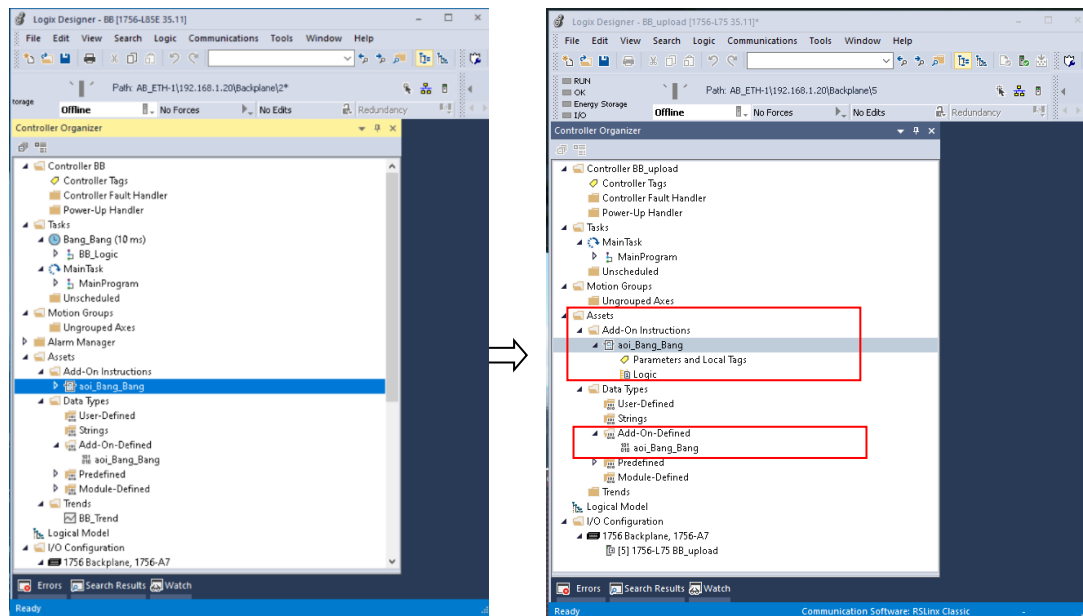 Logix Designer - BB [1756-L85E 35.11]
File Edit View Search Logic Communications Tools Window Help
Path: AB_ETH-1\192.168.1.20\Backplane\2*
torage
Offline No Forces No Edits Redundancy
Controller Organizer
Controller BB
Controller Tags
Controller Fault Handler
Power-Up Handler
Tasks
Bang_Bang (10 ms)
BB_Logic
MainTask
MainProgram
Unscheduled
Motion Groups
Ungrouped Axes
Alarm Manager
Assets
Add-On Instructions
aoi_Bang_Bang
Data Types
User-Defined
Strings
Add-On-Defined
aoi_Bang_Bang
Predefined
Module-Defined
Trends
BB_Trend
Logical Model
I/O Configuration
1756 Backplane, 1756-A7
Errors Search Results Watch
Ready
Logix Designer - BB_upload [1756-L75 35.11]*
File Edit View Search Logic Communications Tools Window Help
RUN
OK
Energy Storage
I/O
Path: AB_ETH-1\192.168.1.20\Backplane\5
Offline No Forces No Edits Redundancy
Controller Organizer
Controller BB_upload
Controller Tags
Controller Fault Handler
Power-Up Handler
Tasks
MainTask
MainProgram
Unscheduled
Motion Groups
Ungrouped Axes
Assets
Add-On Instructions
aoi_Bang_Bang
Parameters and Local Tags
Logic
Data Types
User-Defined
Strings
Add-On-Defined
aoi_Bang_Bang
Predefined
Module-Defined
Trends
Logical Model
I/O Configuration
1756 Backplane, 1756-A7
[5] 1756-L75 BB_upload
Errors Search Results Watch
Ready Communication Software: RSLinx Classic